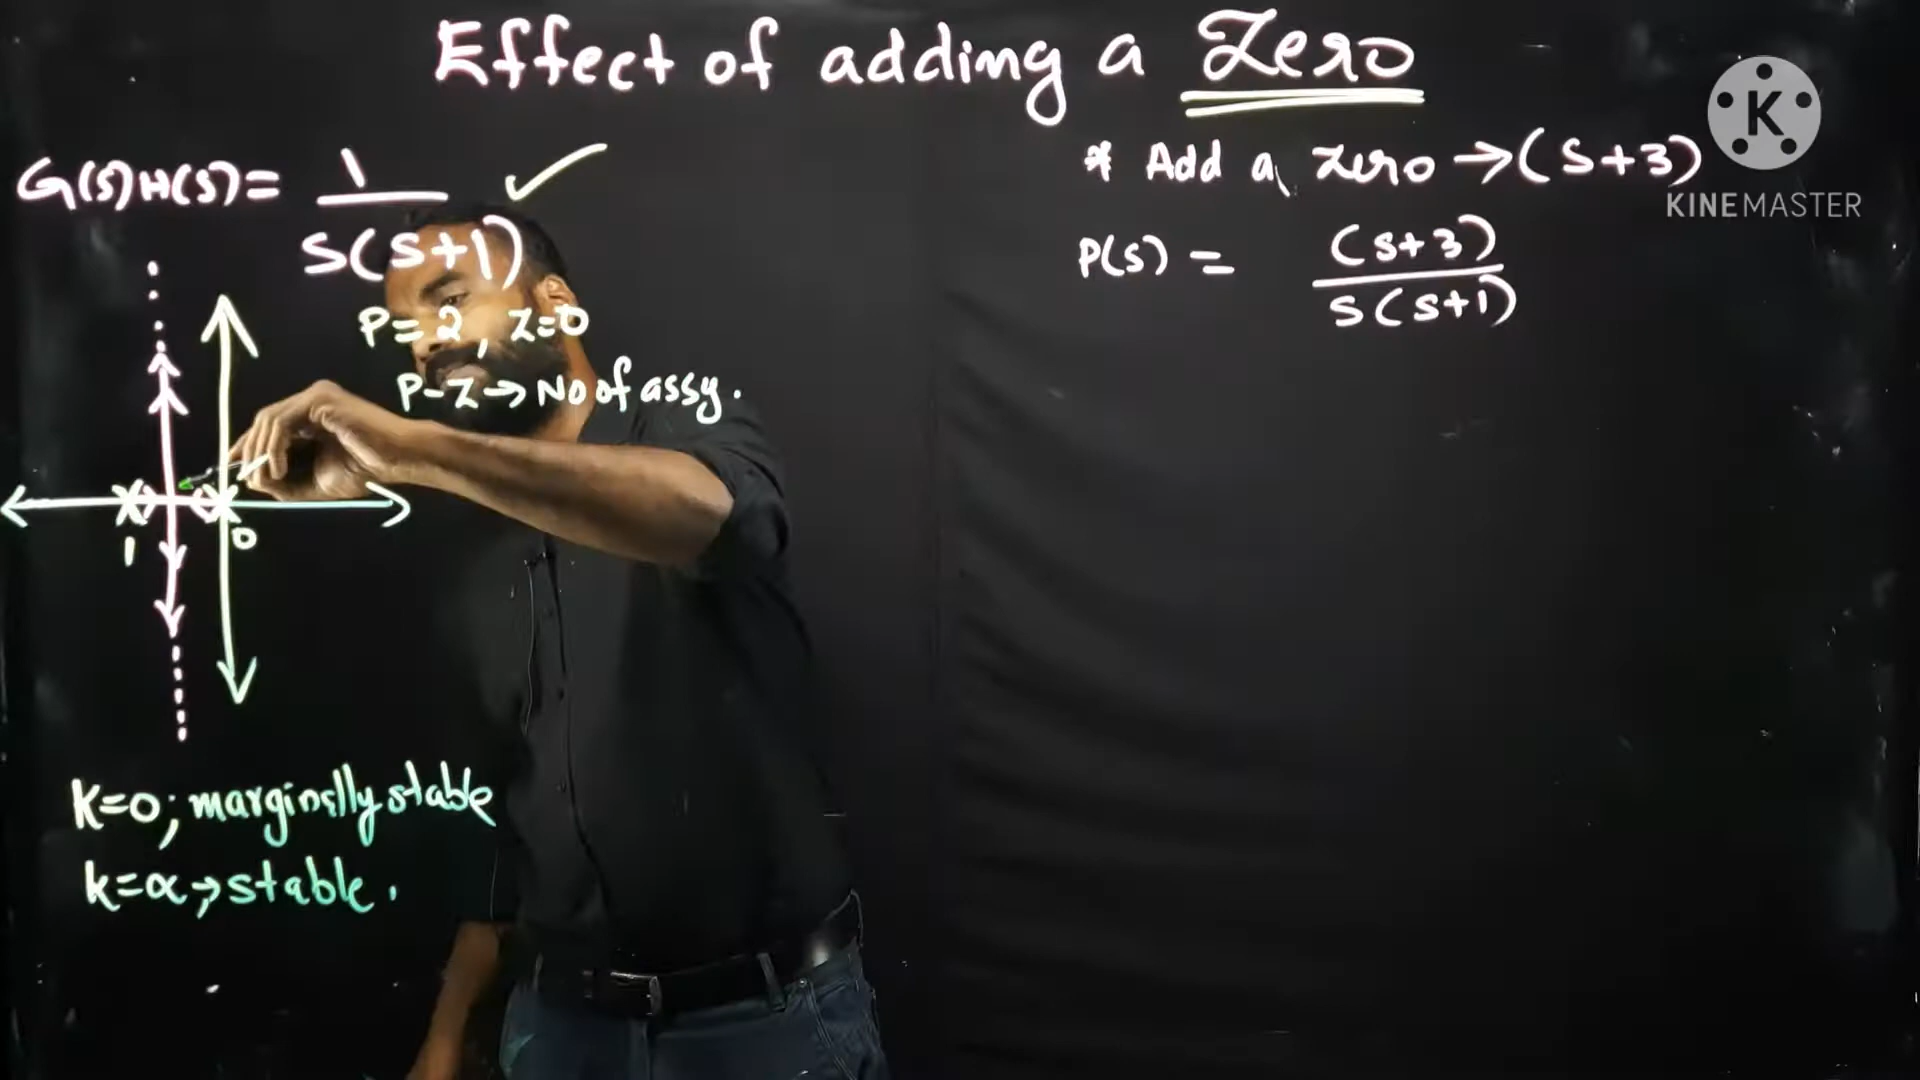 Effect of adding a Zero
G(s)H(s) = 1 / s(s+1)
P=2, Z=0
P-Z → No of assy.
1 0
K=0; marginally stable
k=α → stable.
* Add a zero → (s+3)
P(s) = (s+3) / s(s+1)
K
KINEMASTER